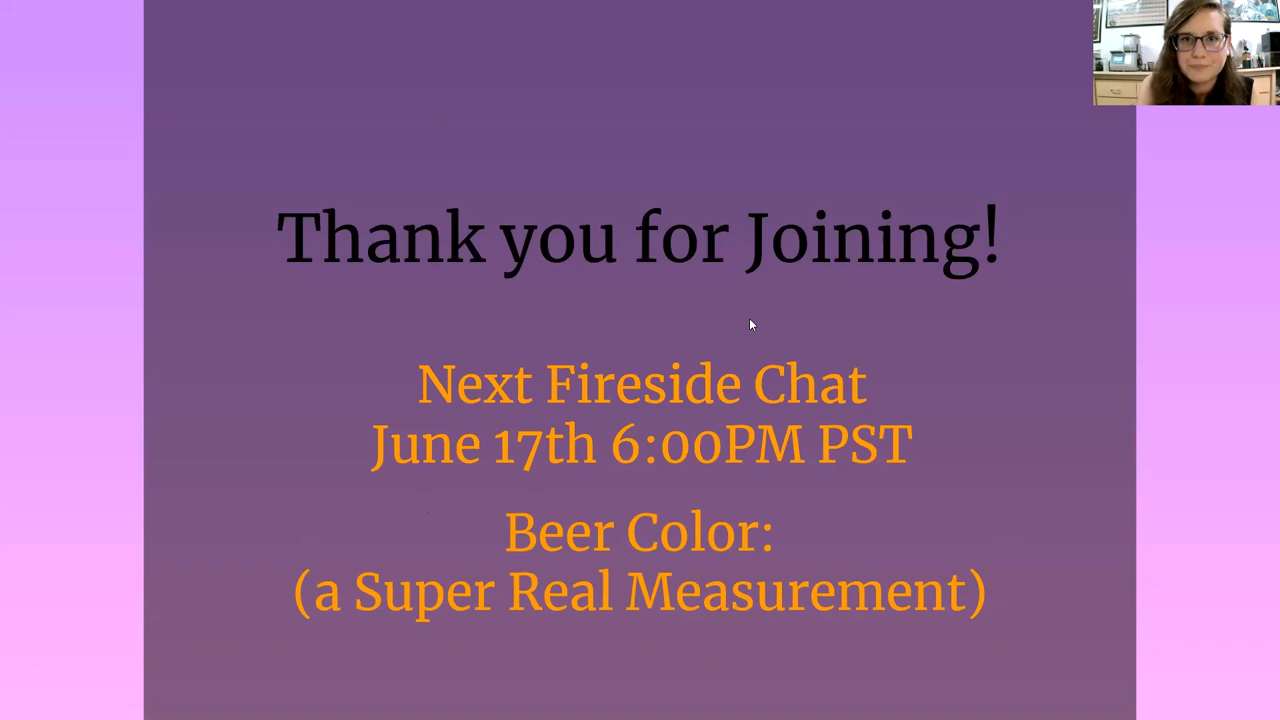 Thank you for Joining!
Next Fireside Chat
June 17th 6:00PM PST
Beer Color:
(a Super Real Measurement)